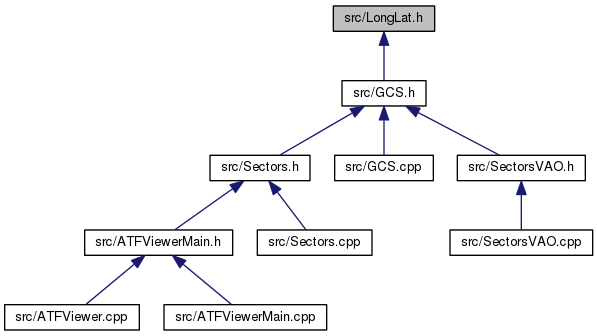 src/LongLat.h
src/GCS.h
src/Sectors.h
src/GCS.cpp
src/SectorsVAO.h
src/ATFViewerMain.h
src/Sectors.cpp
src/SectorsVAO.cpp
src/ATFViewer.cpp
src/ATFViewerMain.cpp